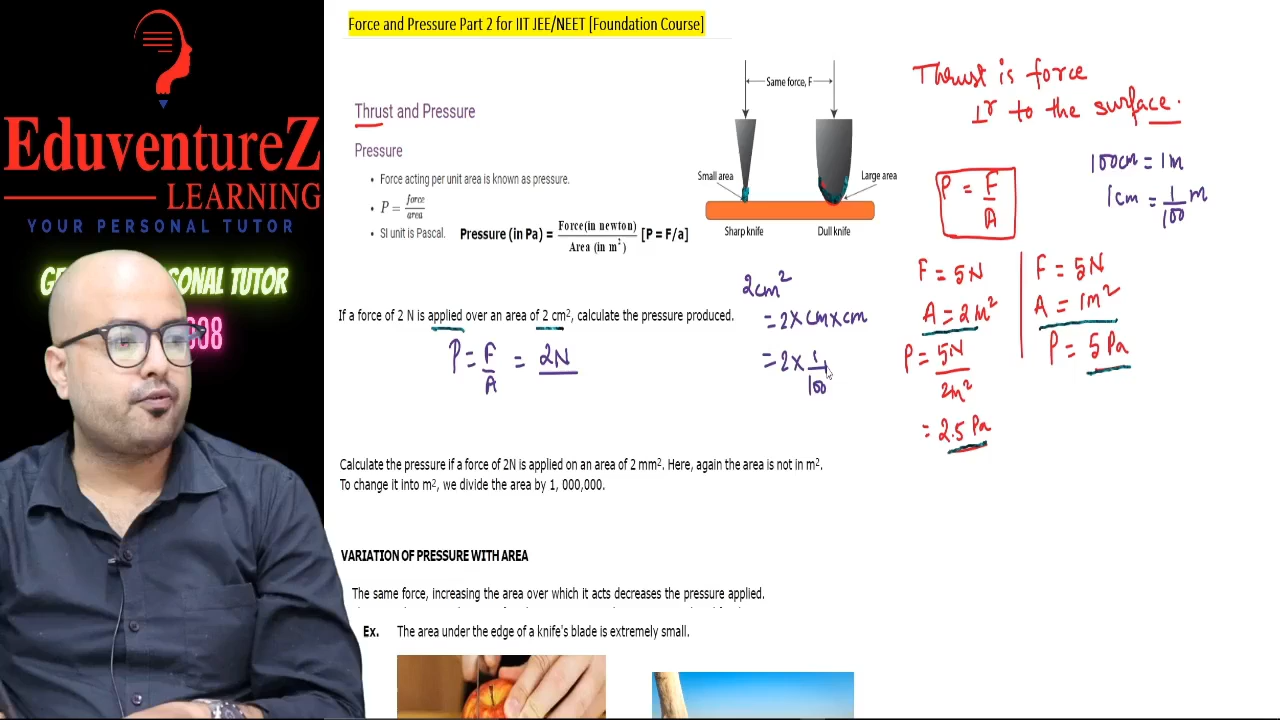 Force and Pressure Part 2 for IIT JEE/NEET [Foundation Course]
EduventureZ
LEARNING
YOUR PERSONAL TUTOR
GE
SONAL TUTOR
308
Thrust and Pressure
Pressure
• Force acting per unit area is known as pressure.
• P = force/area
• SI unit is Pascal.
Pressure (in Pa) = Force(in newton)/Area (in m²) [P = F/a]
Same force, F
Small area
Large area
Sharp knife
Dull knife
Thrust is force
⊥r to the surface.
P = F/A
100cm = 1m
1cm = 1/100 m
F = 5N
A = 2m²
P = 5N/2m²
= 2.5 Pa
F = 5N
A = 1m²
P = 5 Pa
If a force of 2 N is applied over an area of 2 cm², calculate the pressure produced.
P = F/A = 2N
2cm²
= 2 × cm × cm
= 2 × 1/100
Calculate the pressure if a force of 2N is applied on an area of 2 mm². Here, again the area is not in m².
To change it into m², we divide the area by 1, 000,000.
VARIATION OF PRESSURE WITH AREA
The same force, increasing the area over which it acts decreases the pressure applied.
Ex. The area under the edge of a knife's blade is extremely small.